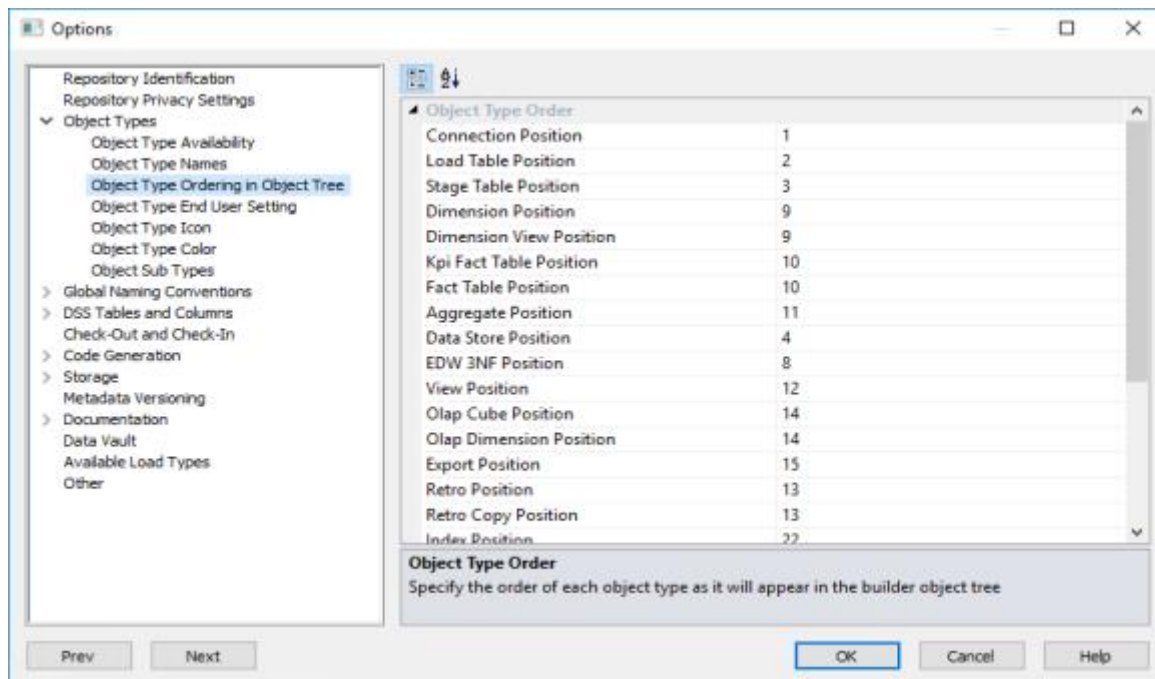 Options
Repository Identification
Repository Privacy Settings
Object Types
Object Type Availability
Object Type Names
Object Type Ordering in Object Tree
Object Type End User Setting
Object Type Icon
Object Type Color
Object Sub Types
Global Naming Conventions
DSS Tables and Columns
Check-Out and Check-In
Code Generation
Storage
Metadata Versioning
Documentation
Data Vault
Available Load Types
Other
Object Type Order
Connection Position 1
Load Table Position 2
Stage Table Position 3
Dimension Position 9
Dimension View Position 9
Kpi Fact Table Position 10
Fact Table Position 10
Aggregate Position 11
Data Store Position 4
EDW 3NF Position 8
View Position 12
Olap Cube Position 14
Olap Dimension Position 14
Export Position 15
Retro Position 13
Retro Copy Position 13
Index Position 22
Object Type Order
Specify the order of each object type as it will appear in the builder object tree
Prev Next OK Cancel Help